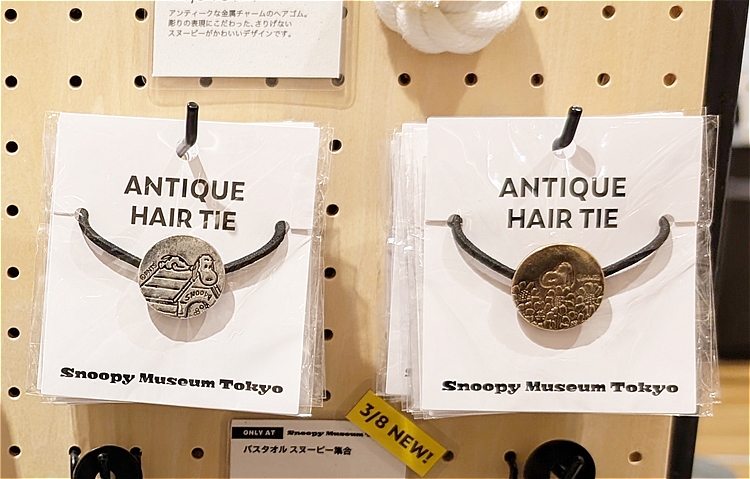 アンティークな金属チャームのヘアゴム。
彫りの表現にこだわった、さりげない
スヌーピーがかわいいデザインです。
ANTIQUE
HAIR TIE
SNOOPY
Snoopy Museum Tokyo
ANTIQUE
HAIR TIE
Snoopy Museum Tokyo
3/8 NEW!
ONLY AT Snoopy Museum
バスタオル スヌーピー集合